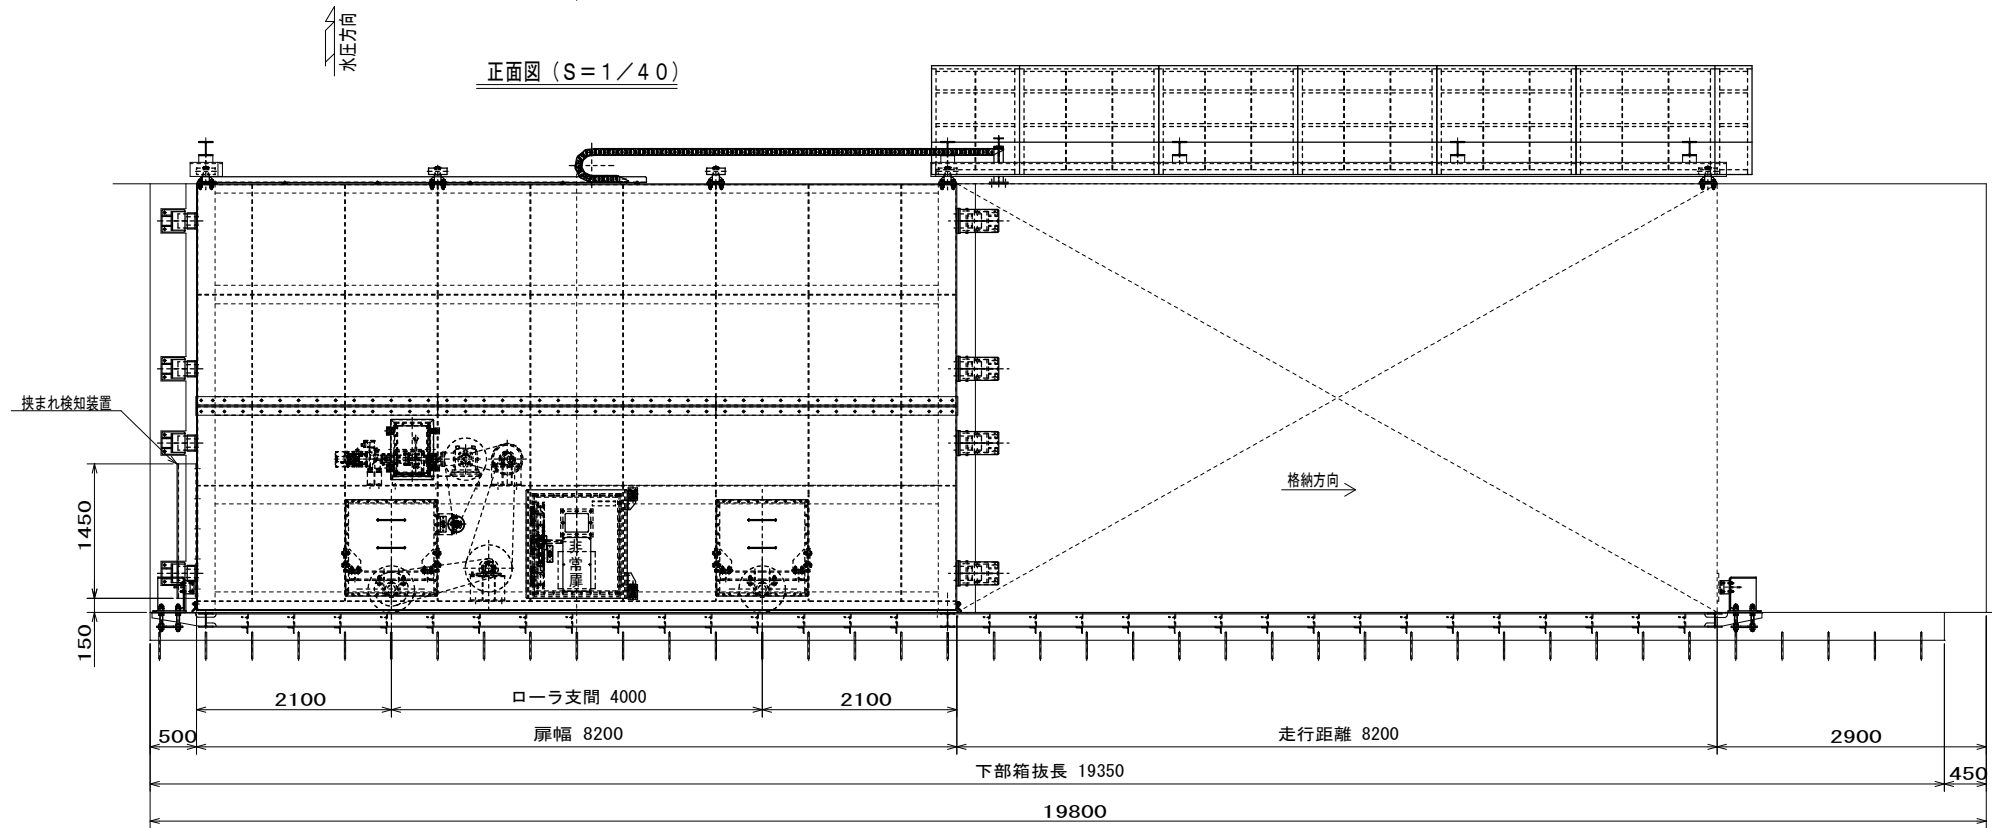 水圧方向
正面図（S＝1／40）
挟まれ検知装置
格納方向
1450
非常扉
150
2100
ローラ支間 4000
2100
500
扉幅 8200
走行距離 8200
2900
下部箱抜長 19350
450
19800